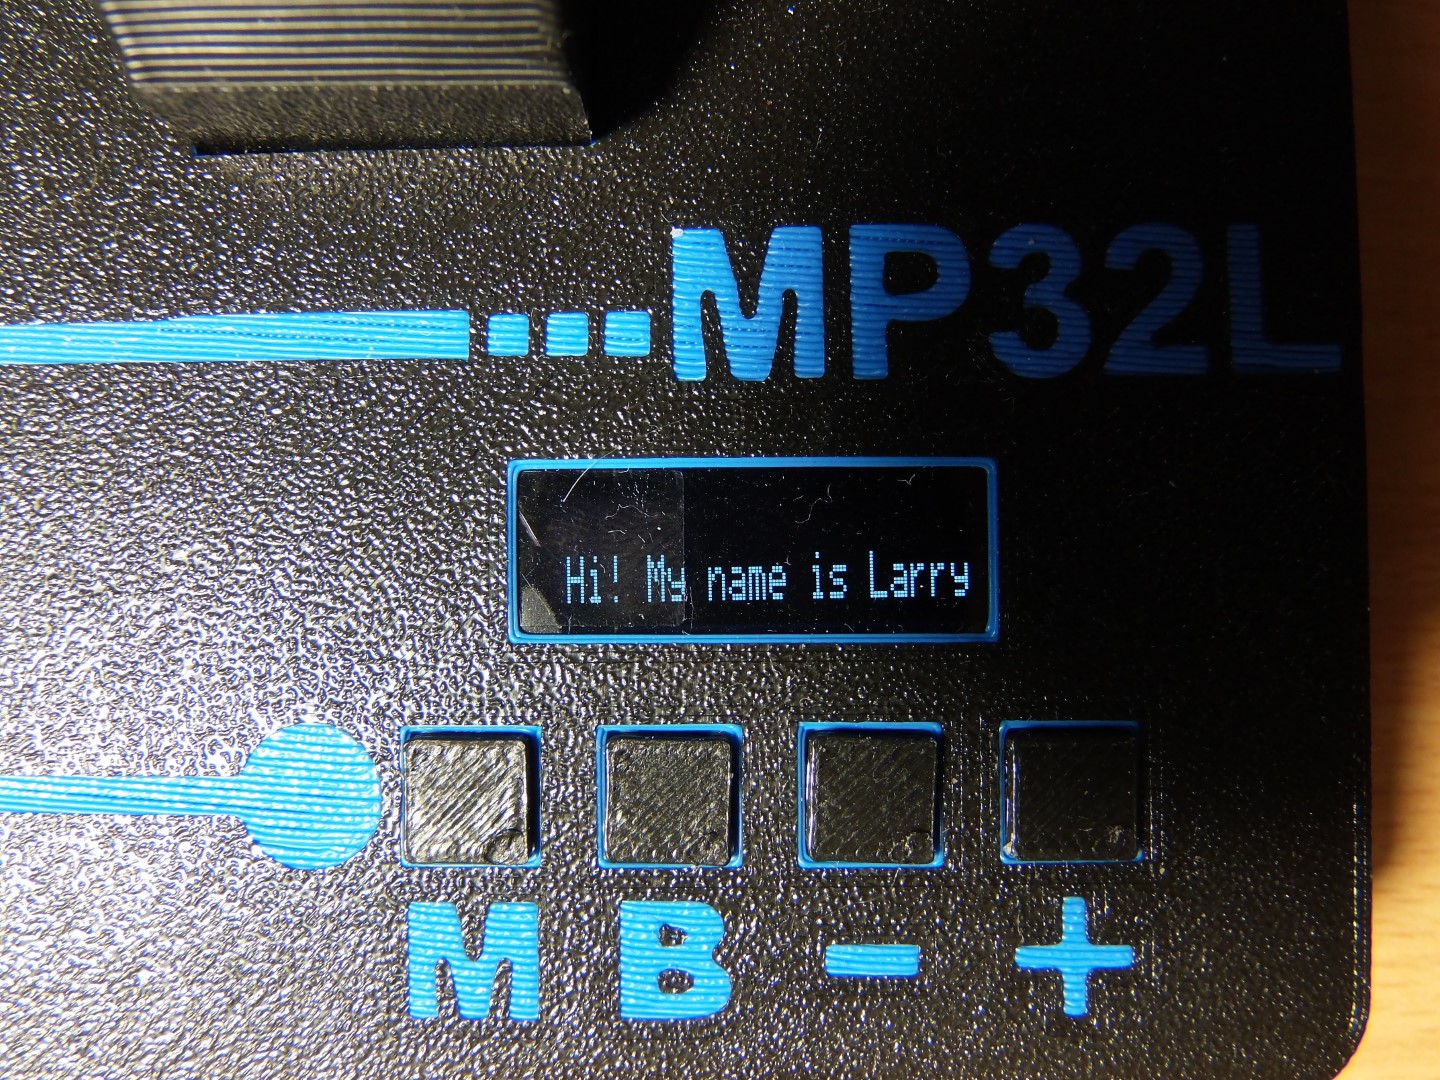 MP32L
Hi! My name is Larry
M B - +